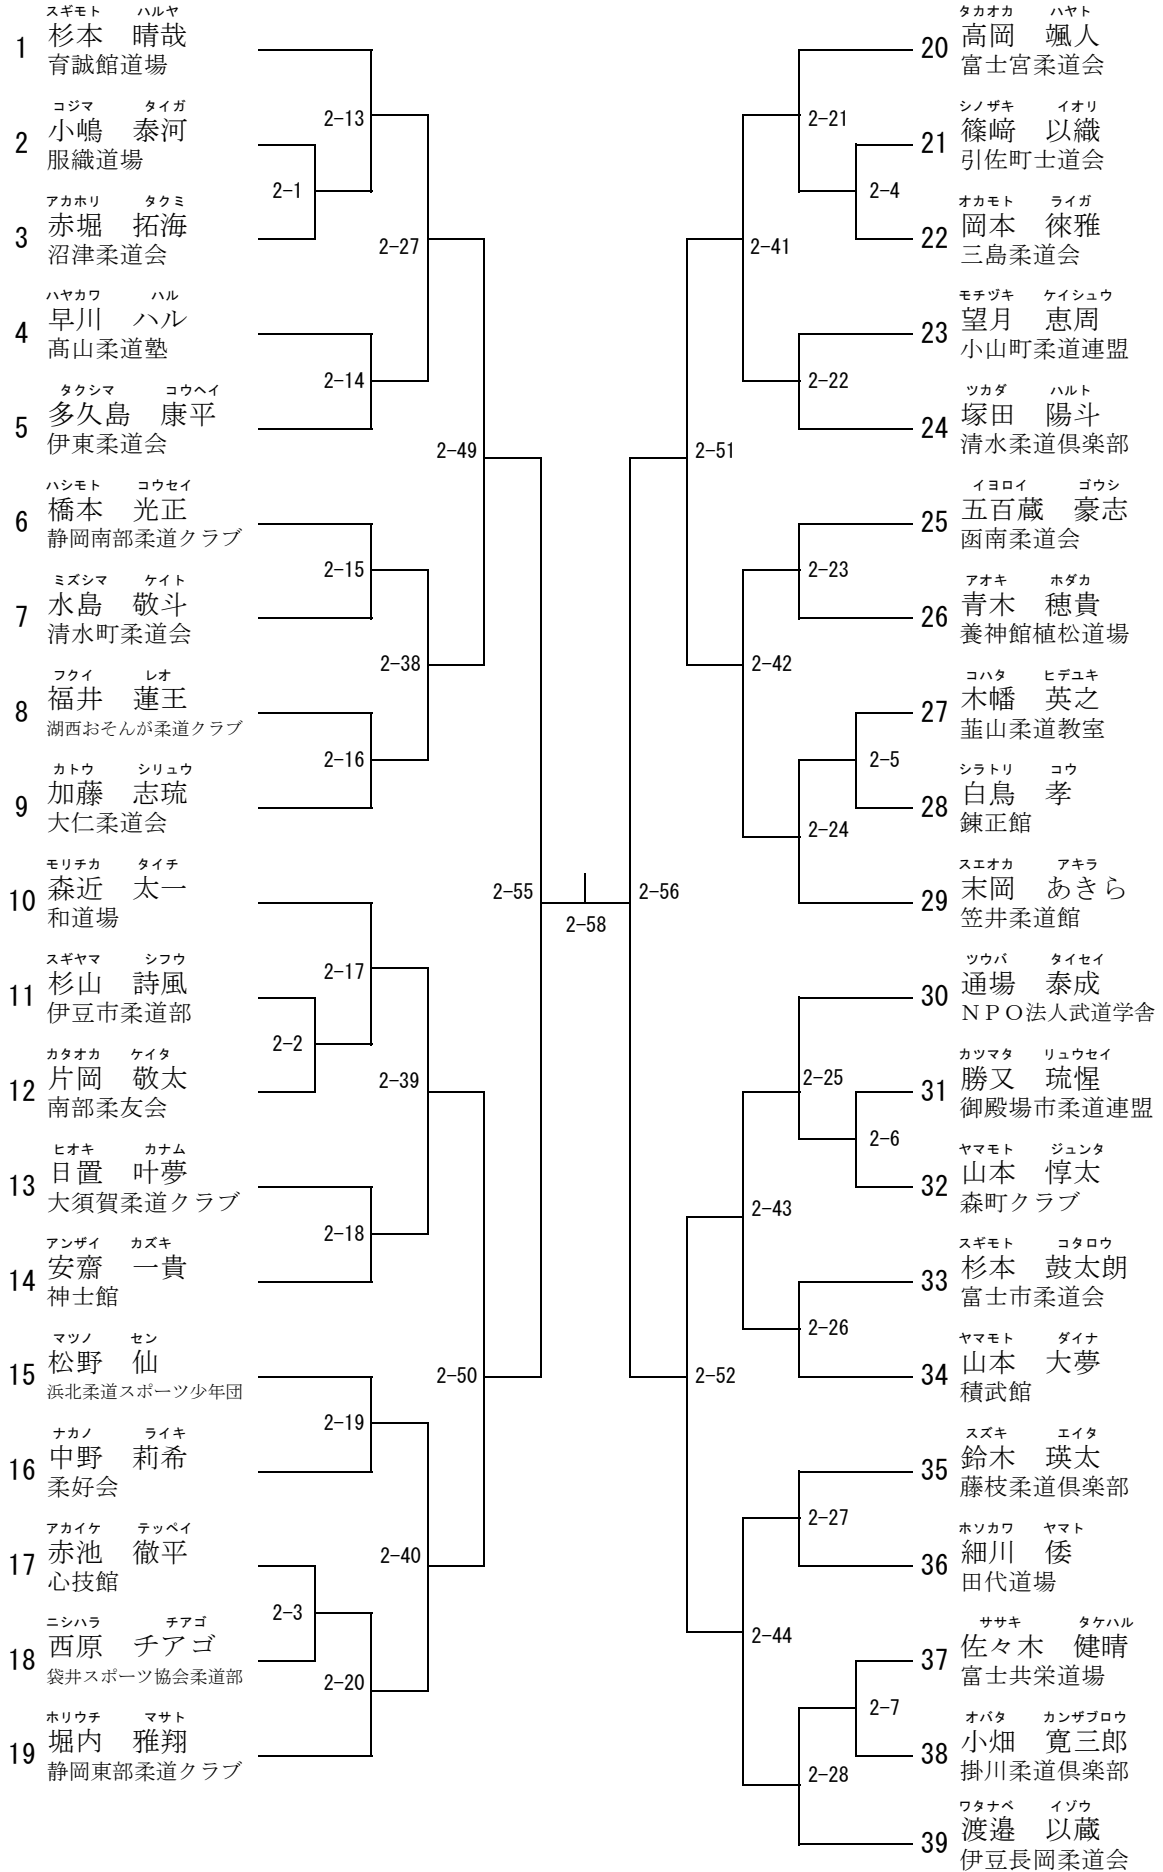 スギモト　ハルヤ
1 杉本　晴哉
育誠館道場
2-13
コジマ　タイガ
2 小嶋　泰河
服織道場
2-1
アカホリ　タクミ
3 赤堀　拓海
沼津柔道会
2-27
ハヤカワ　ハル
4 早川　ハル
髙山柔道塾
2-14
タクシマ　コウヘイ
5 多久島　康平
伊東柔道会
2-49
ハシモト　コウセイ
6 橋本　光正
静岡南部柔道クラブ
2-15
ミズシマ　ケイト
7 水島　敬斗
清水町柔道会
2-38
フクイ　レオ
8 福井　蓮王
湖西おそんが柔道クラブ
2-16
カトウ　シリュウ
9 加藤　志琉
大仁柔道会
モリチカ　タイチ
10 森近　太一
和道場
2-55
2-17
スギヤマ　シフウ
11 杉山　詩風
伊豆市柔道部
2-2
カタオカ　ケイタ
12 片岡　敬太
南部柔友会
2-39
ヒオキ　カナム
13 日置　叶夢
大須賀柔道クラブ
2-18
アンザイ　カズキ
14 安齋　一貴
神士館
マツノ　セン
15 松野　仙
浜北柔道スポーツ少年団
2-50
2-19
ナカノ　ライキ
16 中野　莉希
柔好会
アカイケ　テッペイ
17 赤池　徹平
心技館
2-40
2-3
ニシハラ　チアゴ
18 西原　チアゴ
袋井スポーツ協会柔道部
2-20
ホリウチ　マサト
19 堀内　雅翔
静岡東部柔道クラブ
2-58
タカオカ　ハヤト
20 高岡　颯人
富士宮柔道会
2-21
シノザキ　イオリ
21 篠﨑　以織
引佐町士道会
2-4
オカモト　ライガ
22 岡本　徠雅
三島柔道会
2-41
モチヅキ　ケイシュウ
23 望月　恵周
小山町柔道連盟
2-22
ツカダ　ハルト
24 塚田　陽斗
清水柔道倶楽部
2-51
イヨロイ　ゴウシ
25 五百蔵　豪志
函南柔道会
2-23
アオキ　ホダカ
26 青木　穂貴
養神館植松道場
2-42
コハタ　ヒデユキ
27 木幡　英之
韮山柔道教室
2-5
シラトリ　コウ
28 白鳥　孝
錬正館
2-24
スエオカ　アキラ
29 末岡　あきら
笠井柔道館
2-56
ツウバ　タイセイ
30 通場　泰成
ＮＰＯ法人武道学舎
2-25
カツマタ　リュウセイ
31 勝又　琉惺
御殿場市柔道連盟
2-6
ヤマモト　ジュンタ
32 山本　惇太
森町クラブ
2-43
スギモト　コタロウ
33 杉本　鼓太朗
富士市柔道会
2-26
ヤマモト　ダイナ
34 山本　大夢
積武館
2-52
スズキ　エイタ
35 鈴木　瑛太
藤枝柔道倶楽部
2-27
ホソカワ　ヤマト
36 細川　倭
田代道場
2-44
ササキ　タケハル
37 佐々木　健晴
富士共栄道場
2-7
オバタ　カンザブロウ
38 小畑　寛三郎
掛川柔道倶楽部
2-28
ワタナベ　イゾウ
39 渡邉　以蔵
伊豆長岡柔道会